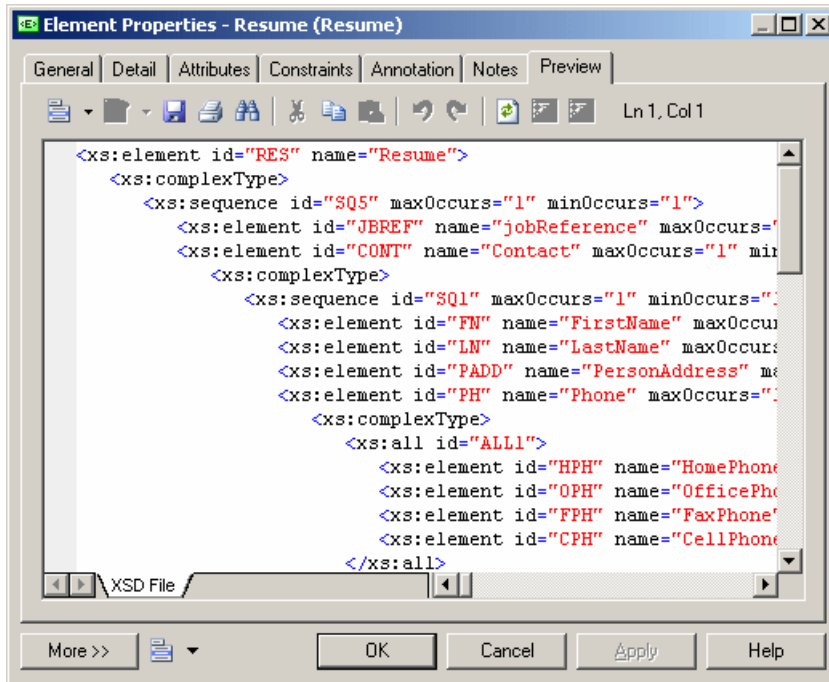 Element Properties - Resume (Resume)
General Detail Attributes Constraints Annotation Notes Preview
Ln 1, Col 1
<xs:element id="RES" name="Resume">
<xs:complexType>
<xs:sequence id="SQ5" maxOccurs="1" minOccurs="1">
<xs:element id="JBREF" name="jobReference" maxOccurs="
<xs:element id="CONT" name="Contact" maxOccurs="1" min
<xs:complexType>
<xs:sequence id="SQ1" maxOccurs="1" minOccurs="1
<xs:element id="FN" name="FirstName" maxOccur
<xs:element id="LN" name="LastName" maxOccurs
<xs:element id="PADD" name="PersonAddress" ma
<xs:element id="PH" name="Phone" maxOccurs="1
<xs:complexType>
<xs:all id="ALL1">
<xs:element id="HPH" name="HomePhone
<xs:element id="OPH" name="OfficePho
<xs:element id="FPH" name="FaxPhone"
<xs:element id="CPH" name="CellPhone
</xs:all>
XSD File
More >> OK Cancel Apply Help